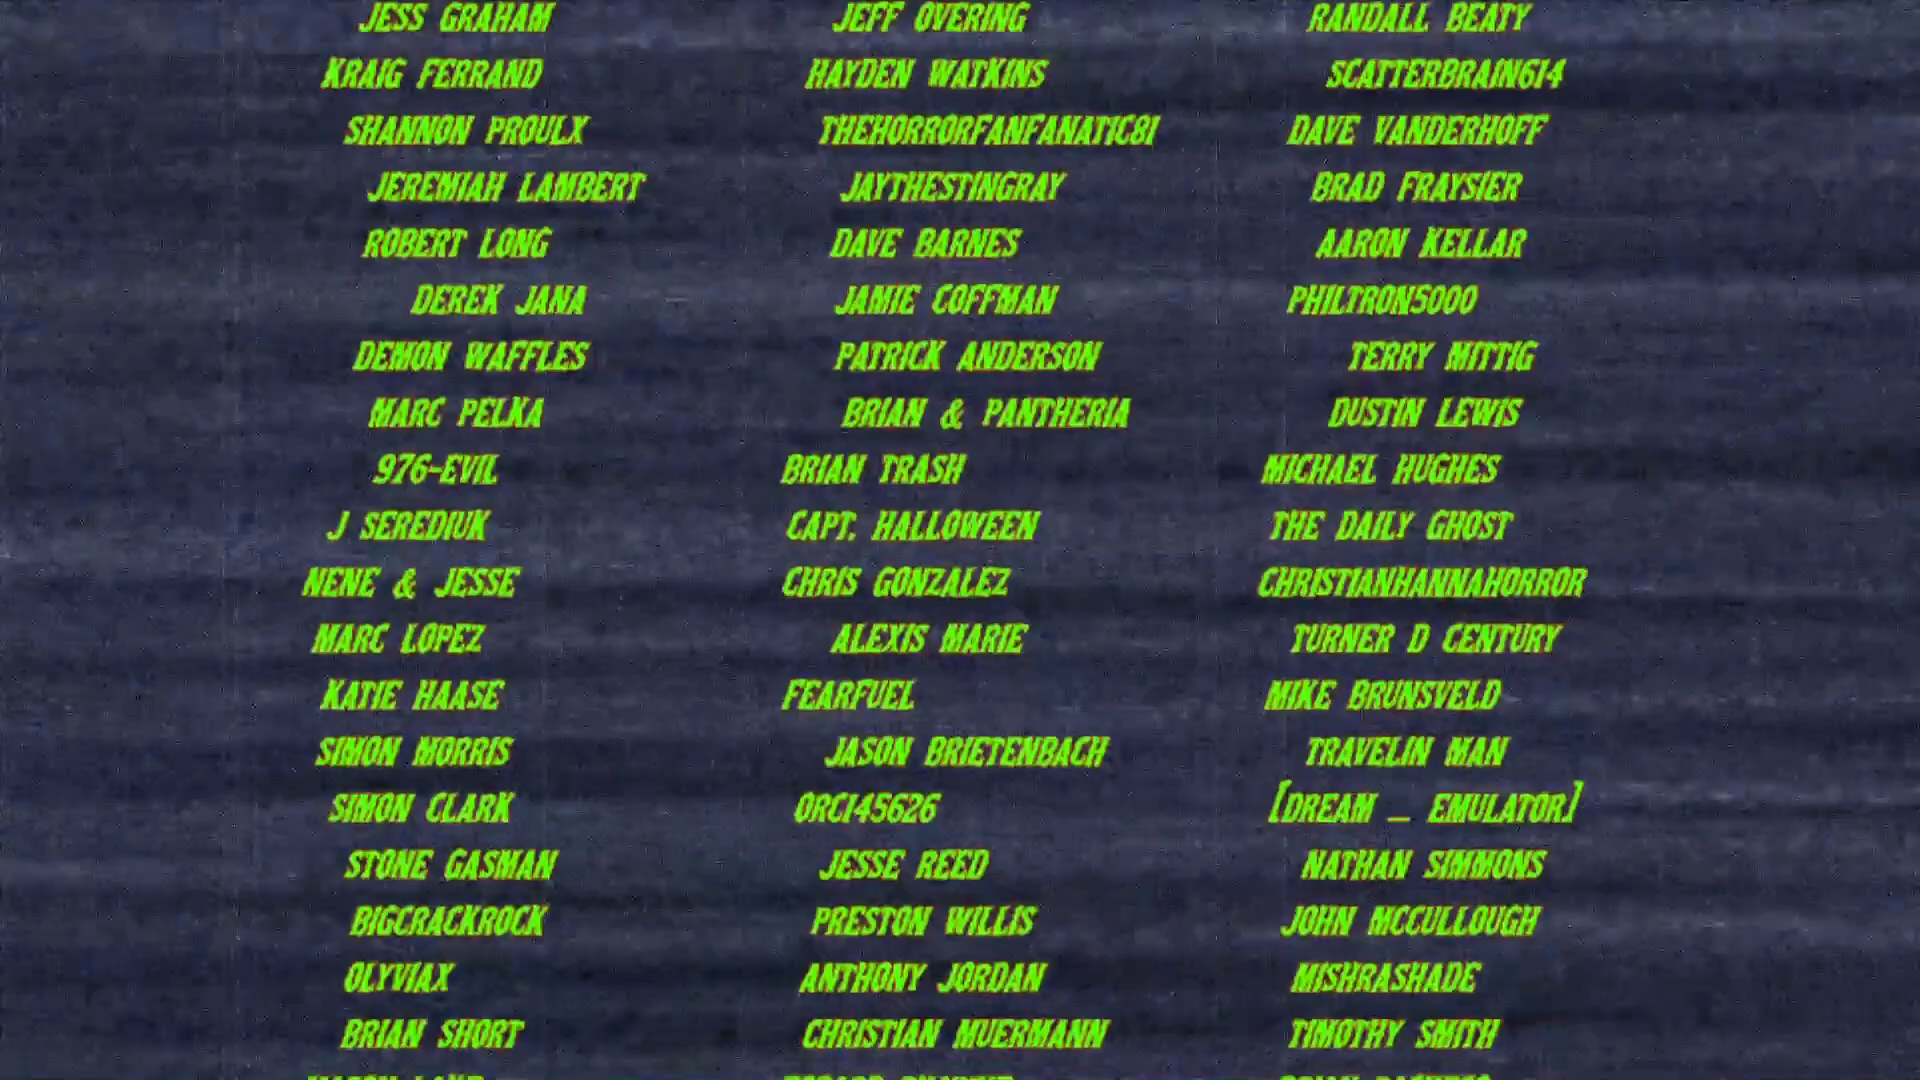 JESS GRAHAM JEFF OVERING RANDALL BEATY
KRAIG FERRAND HAYDEN WATKINS SCATTERBRAIN614
SHANNON PROULX THEHORRORFANFANATIC81 DAVE VANDERHOFF
JEREMIAH LAMBERT JAYTHESTINGRAY BRAD FRAYSIER
ROBERT LONG DAVE BARNES AARON KELLAR
DEREK JANA JAMIE COFFMAN PHILTRON5000
DEMON WAFFLES PATRICK ANDERSON TERRY MITTIG
MARC PELKA BRIAN & PANTHERIA DUSTIN LEWIS
976-EVIL BRIAN TRASH MICHAEL HUGHES
J SEREDIUK CAPT. HALLOWEEN THE DAILY GHOST
NENE & JESSE CHRIS GONZALEZ CHRISTIANHANNAHORROR
MARC LOPEZ ALEXIS MARIE TURNER D CENTURY
KATIE HAASE FEARFUEL MIKE BRUNSVELD
SIMON MORRIS JASON BRIETENBACH TRAVELIN MAN
SIMON CLARK ORC145626 [DREAM _ EMULATOR]
STONE GASMAN JESSE REED NATHAN SIMMONS
BIGCRACKROCK PRESTON WILLIS JOHN MCCULLOUGH
OLYVIAX ANTHONY JORDAN MISHRASHADE
BRIAN SHORT CHRISTIAN MUERMANN TIMOTHY SMITH